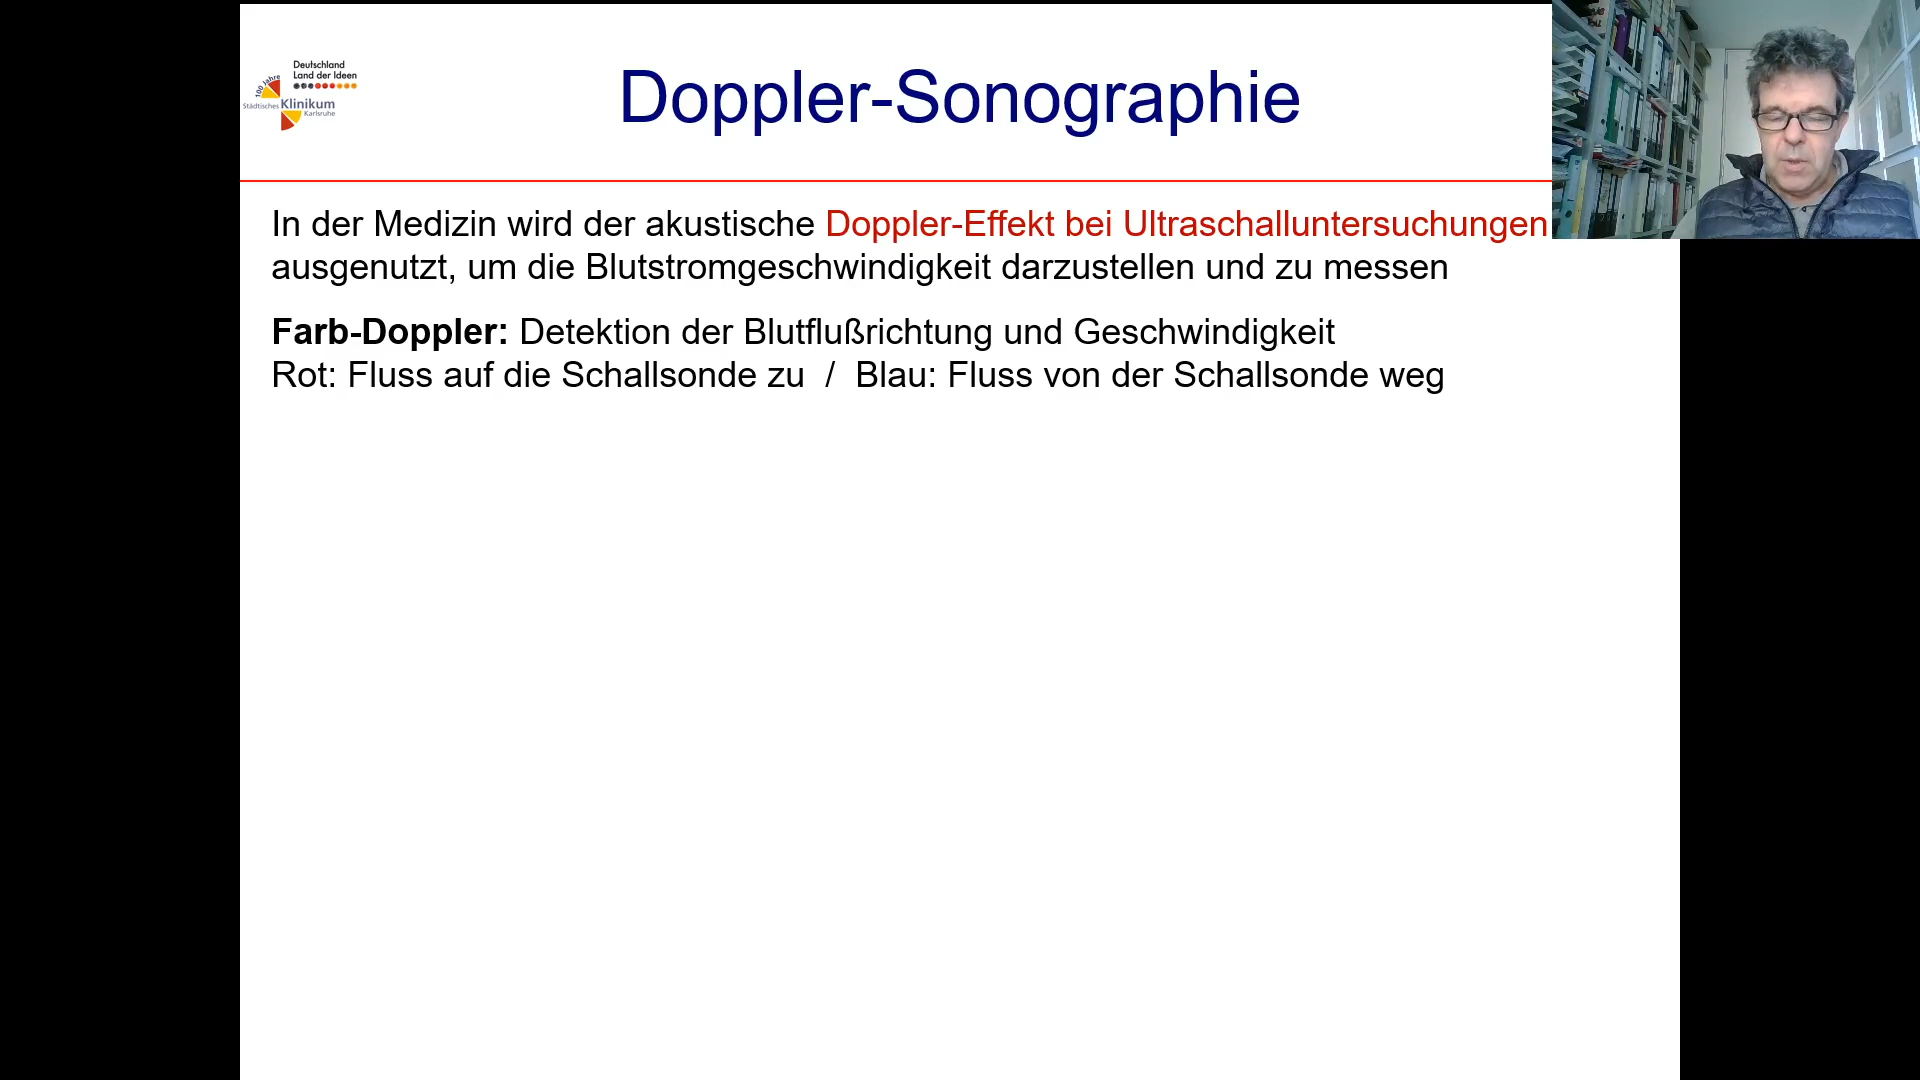 Deutschland
Land der Ideen
100 Jahre
Städtisches Klinikum
Karlsruhe
Doppler-Sonographie
In der Medizin wird der akustische Doppler-Effekt bei Ultraschalluntersuchungen
ausgenutzt, um die Blutstromgeschwindigkeit darzustellen und zu messen
Farb-Doppler: Detektion der Blutflußrichtung und Geschwindigkeit
Rot: Fluss auf die Schallsonde zu / Blau: Fluss von der Schallsonde weg